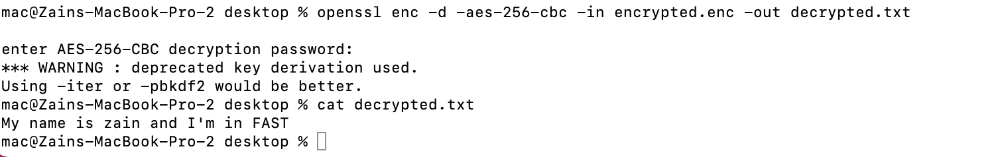 mac@Zains-MacBook-Pro-2 desktop % openssl enc -d -aes-256-cbc -in encrypted.enc -out decrypted.txt
enter AES-256-CBC decryption password:
*** WARNING : deprecated key derivation used.
Using -iter or -pbkdf2 would be better.
mac@Zains-MacBook-Pro-2 desktop % cat decrypted.txt
My name is zain and I'm in FAST
mac@Zains-MacBook-Pro-2 desktop %